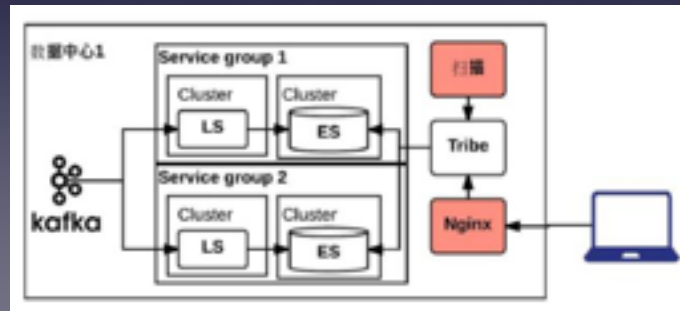 数据中心1
Service group 1
Cluster
Cluster
LS
ES
扫描
Tribe
Service group 2
Cluster
Cluster
LS
ES
kafka
Nginx